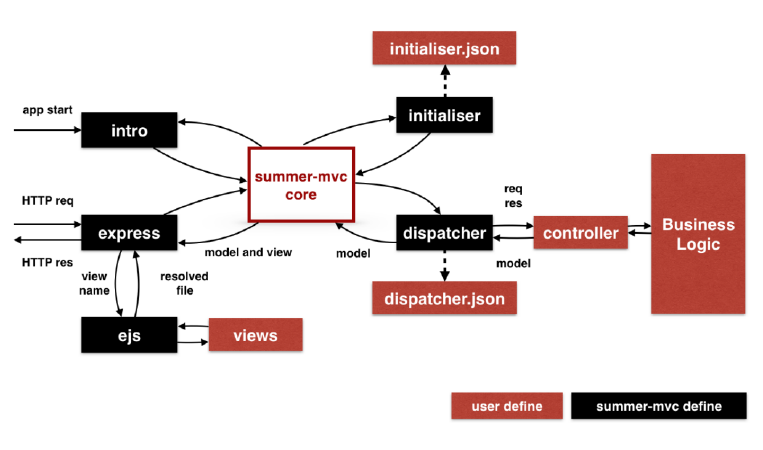 initialiser.json
app start
intro
initialiser
summer-mvc
core
HTTP req
express
HTTP res
model and view
model
dispatcher
req
res
controller
model
Business
Logic
view
name
resolved
file
dispatcher.json
ejs
views
user define
summer-mvc define